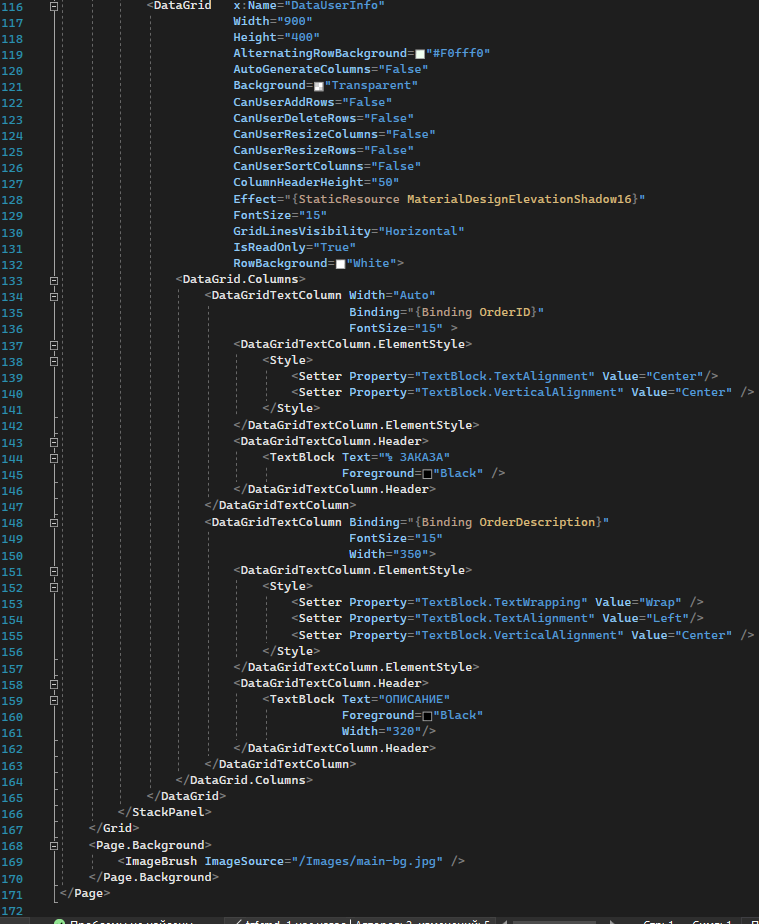 116 <DataGrid x:Name="DataUserInfo"
117 Width="900"
118 Height="400"
119 AlternatingRowBackground="#F0fff0"
120 AutoGenerateColumns="False"
121 Background="Transparent"
122 CanUserAddRows="False"
123 CanUserDeleteRows="False"
124 CanUserResizeColumns="False"
125 CanUserResizeRows="False"
126 CanUserSortColumns="False"
127 ColumnHeaderHeight="50"
128 Effect="{StaticResource MaterialDesignElevationShadow16}"
129 FontSize="15"
130 GridLinesVisibility="Horizontal"
131 IsReadOnly="True"
132 RowBackground="White">
133 <DataGrid.Columns>
134 <DataGridTextColumn Width="Auto"
135 Binding="{Binding OrderID}"
136 FontSize="15" >
137 <DataGridTextColumn.ElementStyle>
138 <Style>
139 <Setter Property="TextBlock.TextAlignment" Value="Center"/>
140 <Setter Property="TextBlock.VerticalAlignment" Value="Center" />
141 </Style>
142 </DataGridTextColumn.ElementStyle>
143 <DataGridTextColumn.Header>
144 <TextBlock Text="№ ЗАКАЗА"
145 Foreground="Black" />
146 </DataGridTextColumn.Header>
147 </DataGridTextColumn>
148 <DataGridTextColumn Binding="{Binding OrderDescription}"
149 FontSize="15"
150 Width="350">
151 <DataGridTextColumn.ElementStyle>
152 <Style>
153 <Setter Property="TextBlock.TextWrapping" Value="Wrap" />
154 <Setter Property="TextBlock.TextAlignment" Value="Left"/>
155 <Setter Property="TextBlock.VerticalAlignment" Value="Center" />
156 </Style>
157 </DataGridTextColumn.ElementStyle>
158 <DataGridTextColumn.Header>
159 <TextBlock Text="ОПИСАНИЕ"
160 Foreground="Black"
161 Width="320"/>
162 </DataGridTextColumn.Header>
163 </DataGridTextColumn>
164 </DataGrid.Columns>
165 </DataGrid>
166 </StackPanel>
167 </Grid>
168 <Page.Background>
169 <ImageBrush ImageSource="/Images/main-bg.jpg" />
170 </Page.Background>
171 </Page>
172